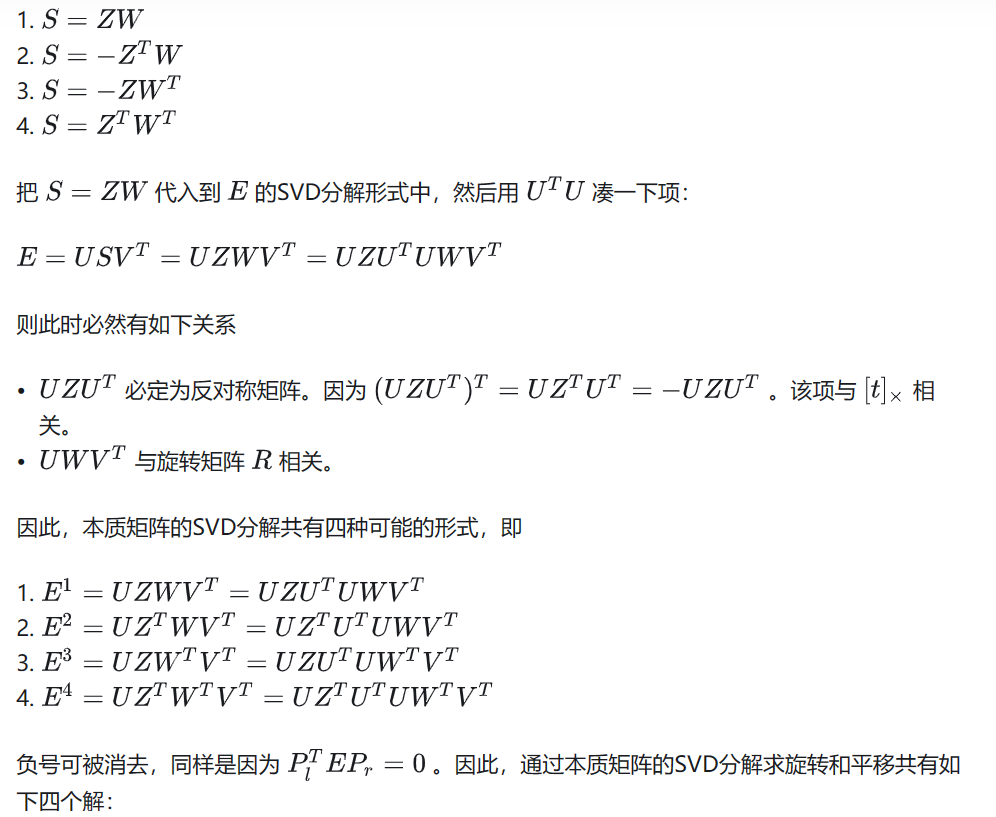 1. S = ZW
2. S = −Z^T W
3. S = −ZW^T
4. S = Z^T W^T
把 S = ZW 代入到 E 的SVD分解形式中，然后用 U^T U 凑一下项：
E = USV^T = UZWV^T = UZU^T UWV^T
则此时必然有如下关系
• UZU^T 必定为反对称矩阵。因为 (UZU^T)^T = UZ^T U^T = −UZU^T 。该项与 [t]_× 相
关。
• UWV^T 与旋转矩阵 R 相关。
因此，本质矩阵的SVD分解共有四种可能的形式，即
1. E^1 = UZWV^T = UZU^T UWV^T
2. E^2 = UZ^T WV^T = UZ^T U^T UWV^T
3. E^3 = UZW^T V^T = UZU^T UW^T V^T
4. E^4 = UZ^T W^T V^T = UZ^T U^T UW^T V^T
负号可被消去，同样是因为 P_l^T EP_r = 0 。因此，通过本质矩阵的SVD分解求旋转和平移共有如
下四个解：